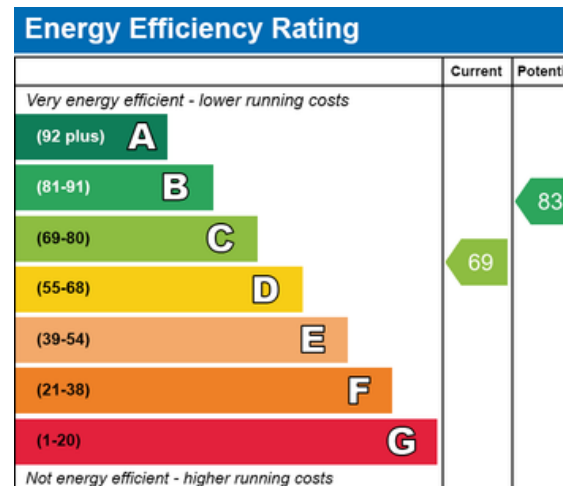 Energy Efficiency Rating
Current Potenti
Very energy efficient - lower running costs
(92 plus) A
(81-91) B
83
(69-80) C
69
(55-68) D
(39-54) E
(21-38) F
(1-20) G
Not energy efficient - higher running costs